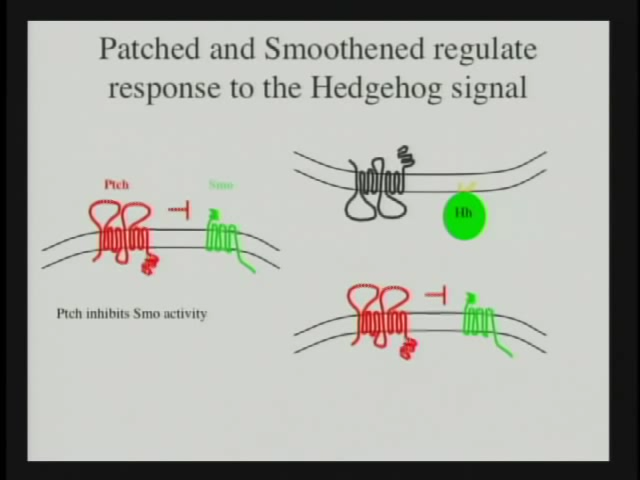 Patched and Smoothened regulate
response to the Hedgehog signal
Ptch
Smo
Hh
Ptch inhibits Smo activity